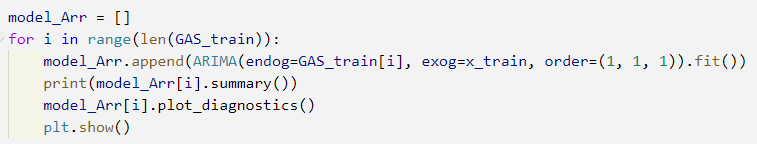 model_Arr = []
for i in range(len(GAS_train)):
    model_Arr.append(ARIMA(endog=GAS_train[i], exog=x_train, order=(1, 1, 1)).fit())
    print(model_Arr[i].summary())
    model_Arr[i].plot_diagnostics()
    plt.show()